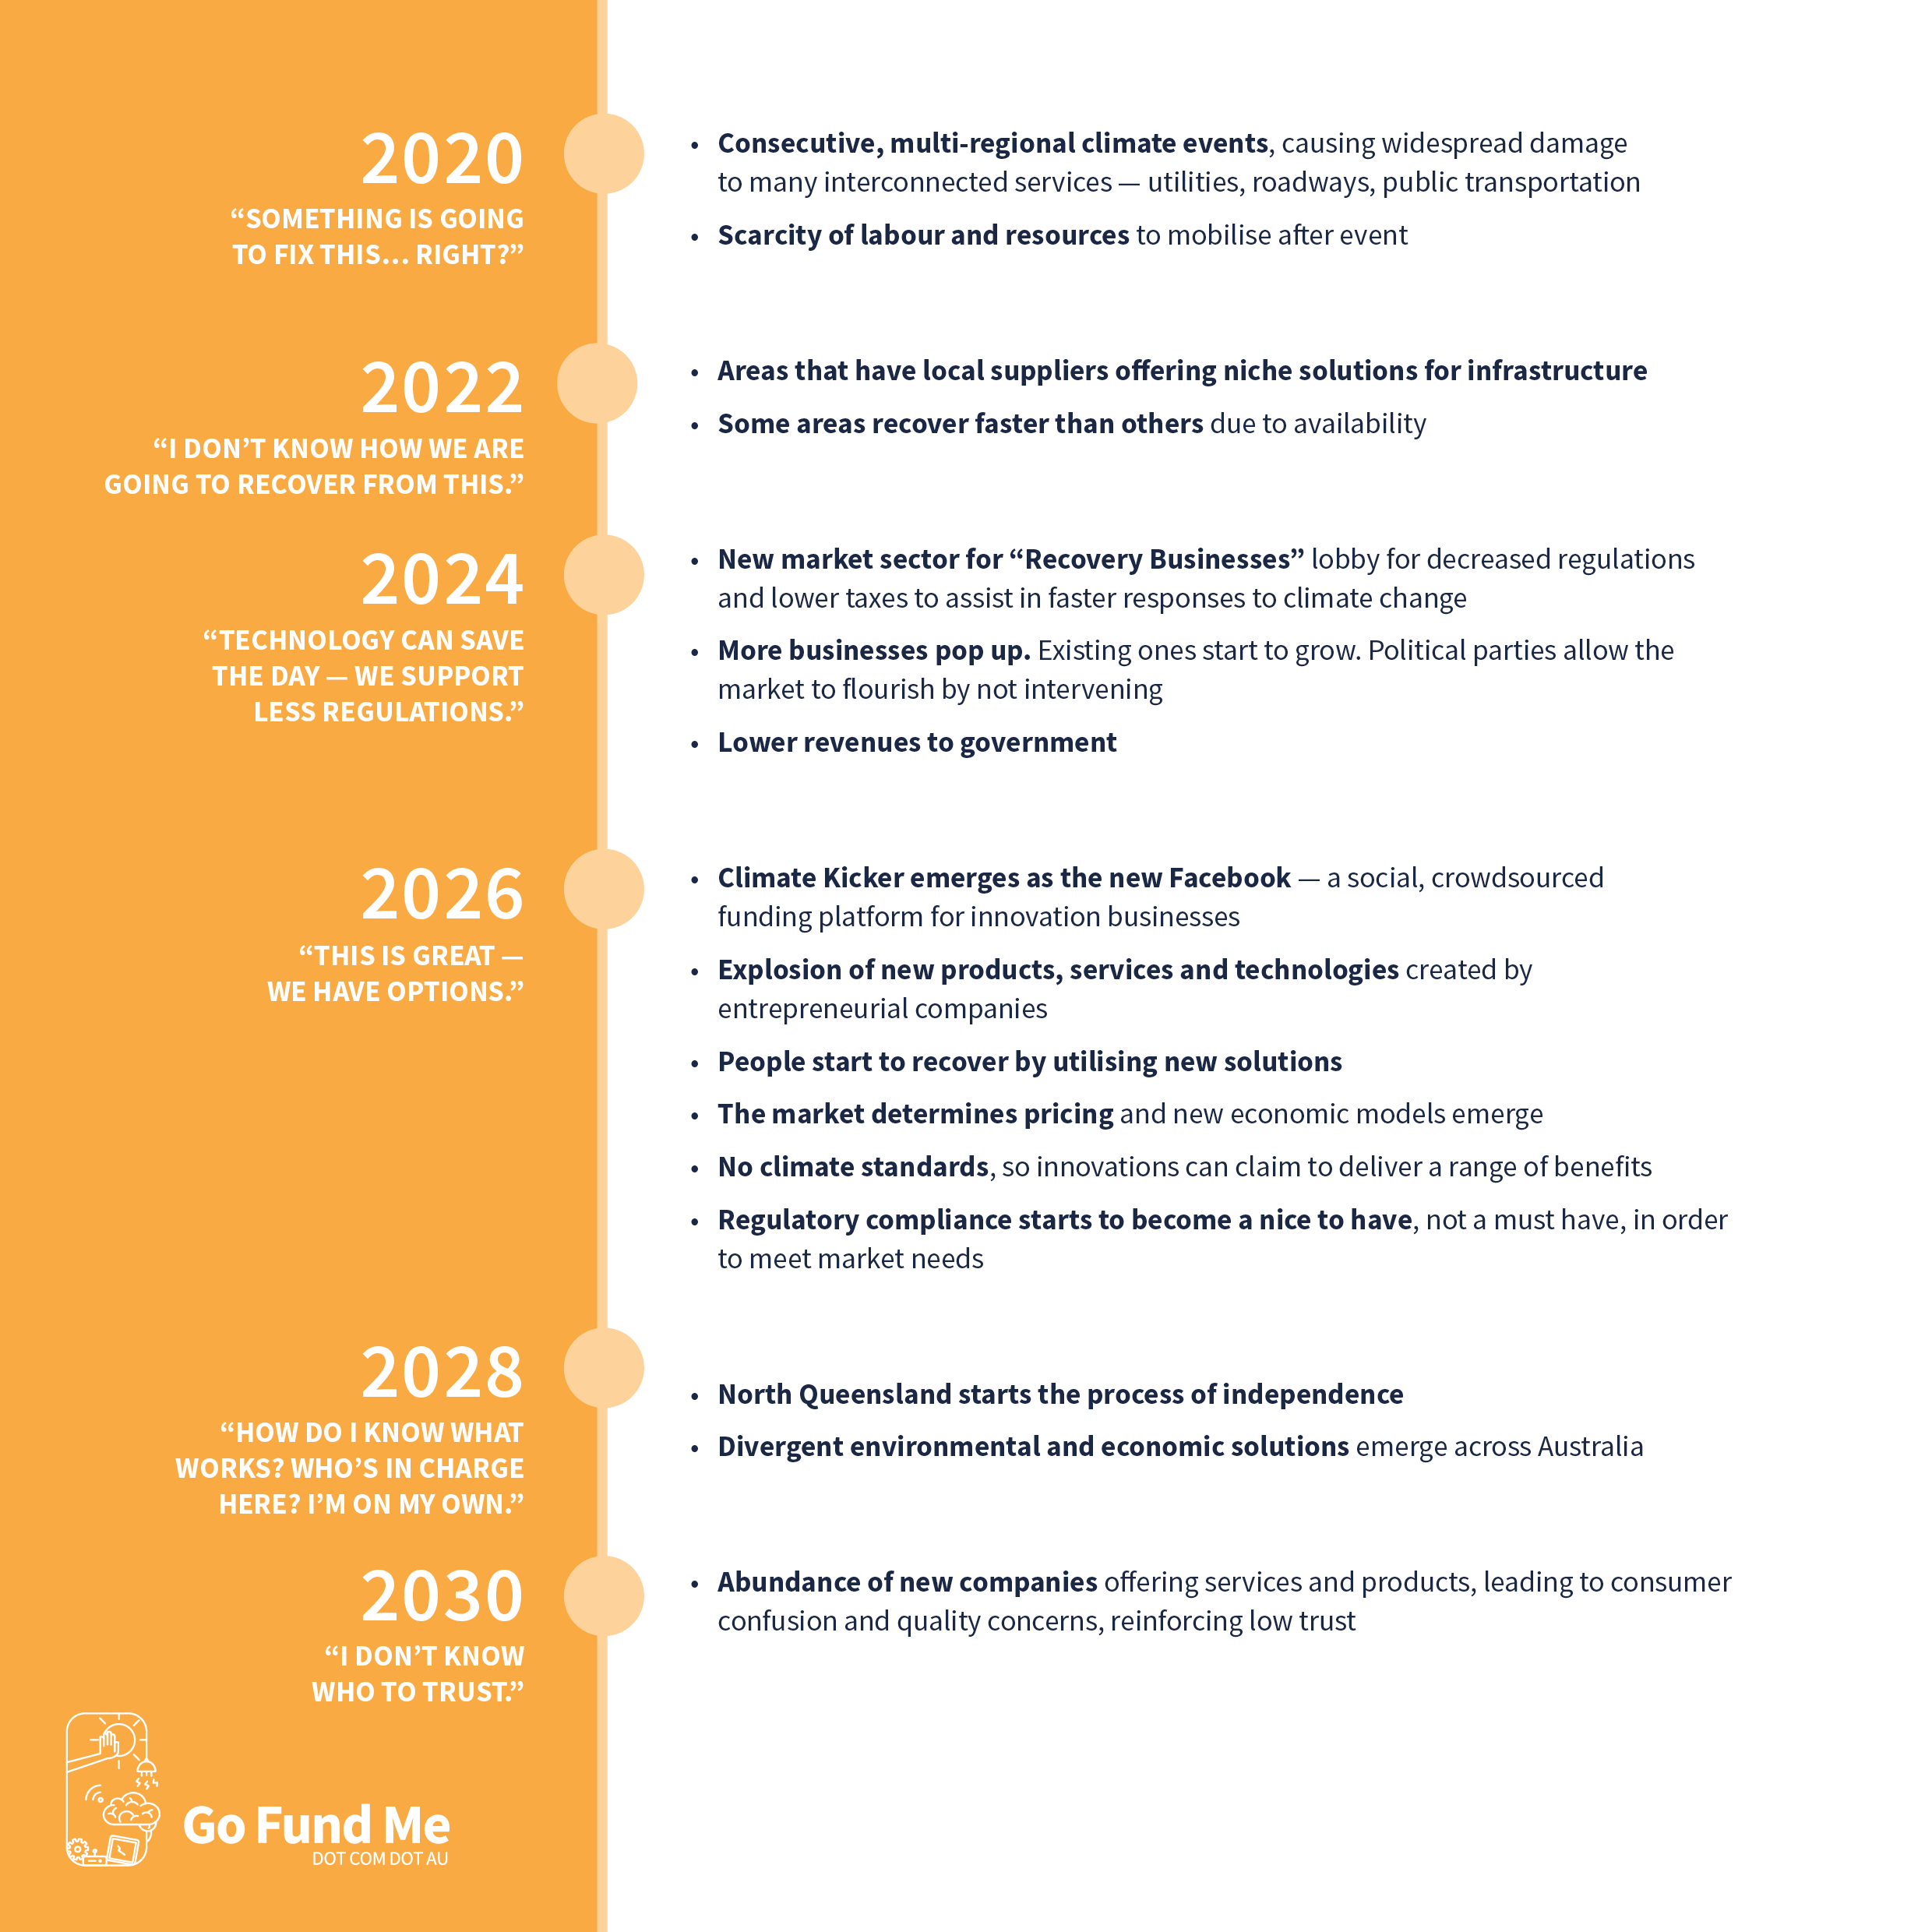 2020
“SOMETHING IS GOING
TO FIX THIS... RIGHT?”
• Consecutive, multi-regional climate events, causing widespread damage
to many interconnected services — utilities, roadways, public transportation
• Scarcity of labour and resources to mobilise after event
2022
“I DON’T KNOW HOW WE ARE
GOING TO RECOVER FROM THIS.”
• Areas that have local suppliers offering niche solutions for infrastructure
• Some areas recover faster than others due to availability
2024
“TECHNOLOGY CAN SAVE
THE DAY — WE SUPPORT
LESS REGULATIONS.”
• New market sector for “Recovery Businesses” lobby for decreased regulations
and lower taxes to assist in faster responses to climate change
• More businesses pop up. Existing ones start to grow. Political parties allow the
market to flourish by not intervening
• Lower revenues to government
2026
“THIS IS GREAT —
WE HAVE OPTIONS.”
• Climate Kicker emerges as the new Facebook — a social, crowdsourced
funding platform for innovation businesses
• Explosion of new products, services and technologies created by
entrepreneurial companies
• People start to recover by utilising new solutions
• The market determines pricing and new economic models emerge
• No climate standards, so innovations can claim to deliver a range of benefits
• Regulatory compliance starts to become a nice to have, not a must have, in order
to meet market needs
2028
“HOW DO I KNOW WHAT
WORKS? WHO’S IN CHARGE
HERE? I’M ON MY OWN.”
• North Queensland starts the process of independence
• Divergent environmental and economic solutions emerge across Australia
2030
“I DON’T KNOW
WHO TO TRUST.”
• Abundance of new companies offering services and products, leading to consumer
confusion and quality concerns, reinforcing low trust
Go Fund Me
DOT COM DOT AU